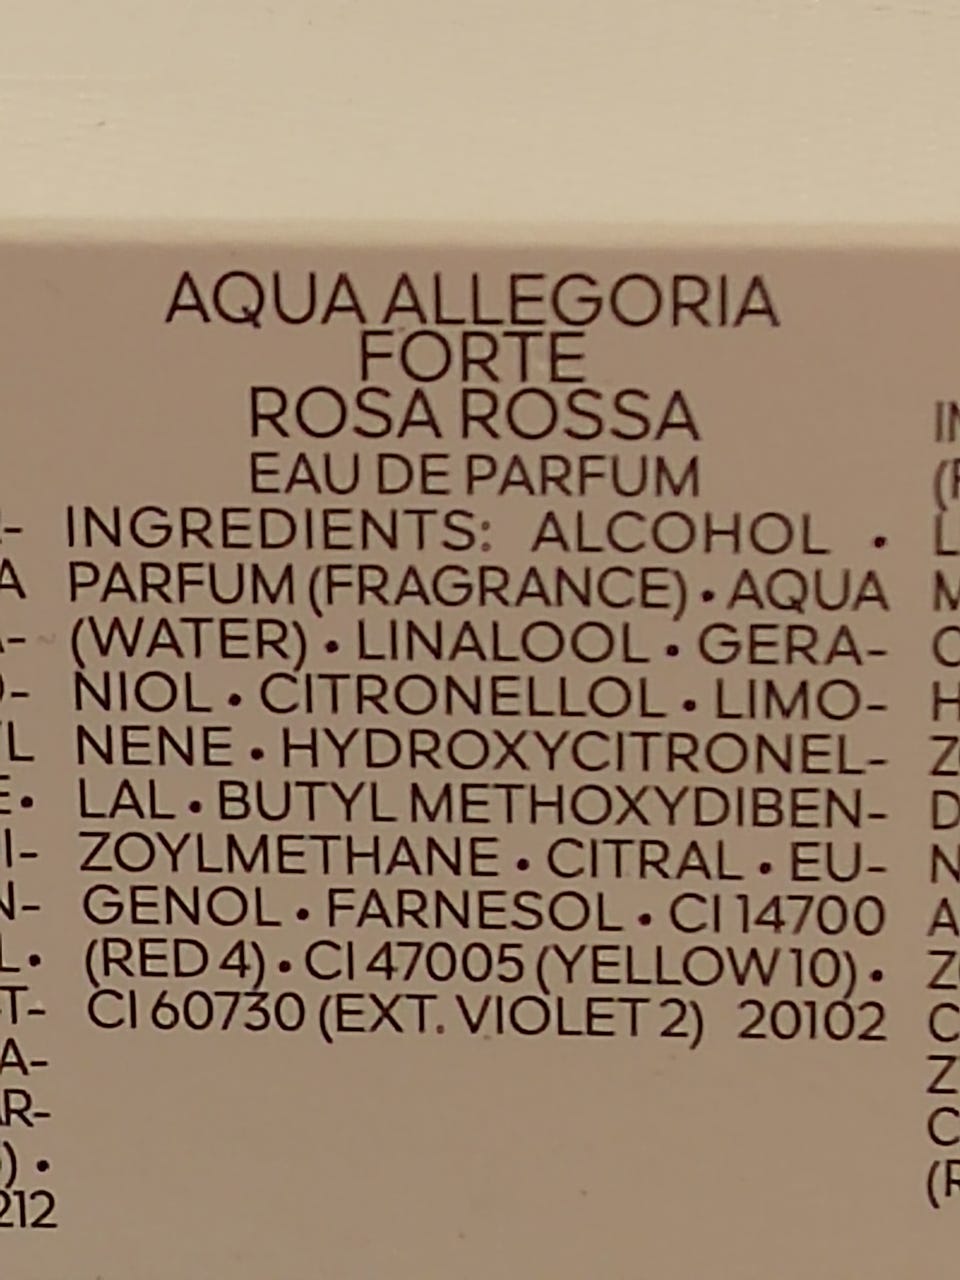 AQUA ALLEGORIA
FORTE
ROSA ROSSA
EAU DE PARFUM
INGREDIENTS: ALCOHOL •
PARFUM (FRAGRANCE) • AQUA
(WATER) • LINALOOL • GERA-
NIOL • CITRONELLOL • LIMO-
NENE • HYDROXYCITRONEL-
LAL • BUTYL METHOXYDIBEN-
ZOYLMETHANE • CITRAL • EU-
GENOL • FARNESOL • CI 14700
(RED 4) • CI 47005 (YELLOW 10) •
CI 60730 (EXT. VIOLET 2) 20102